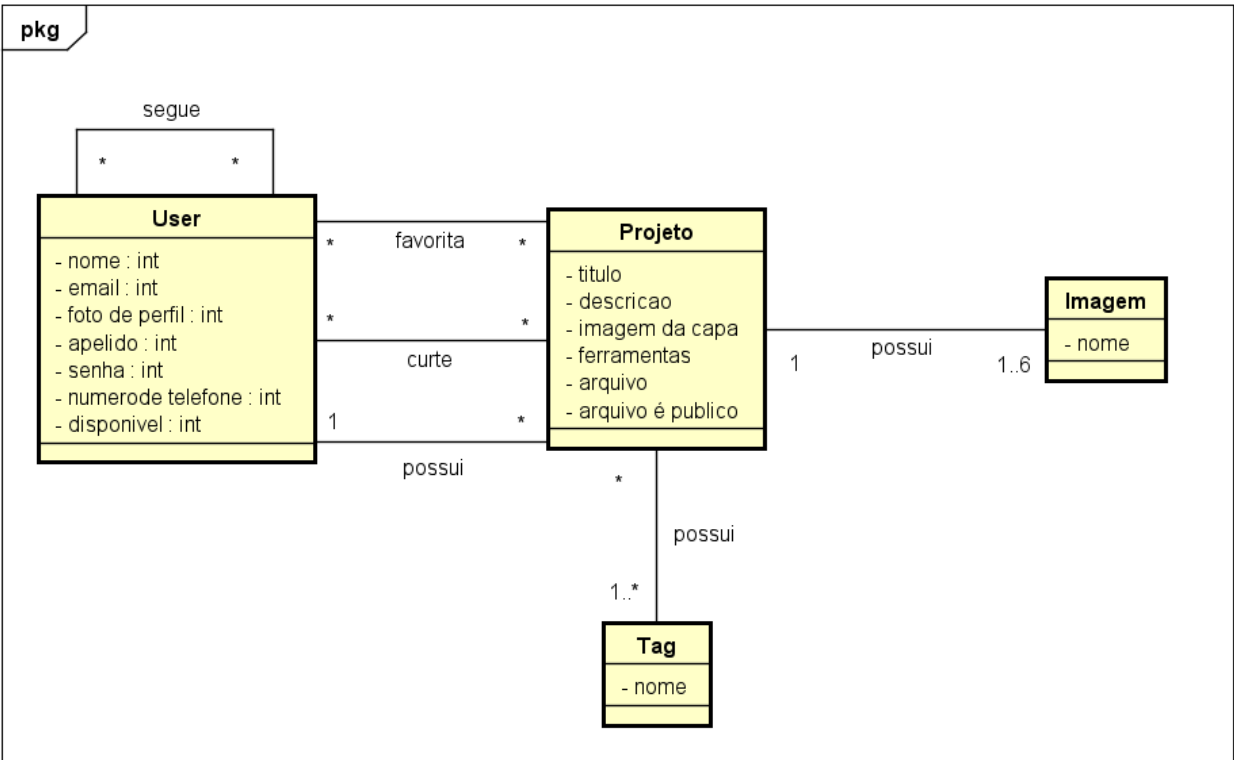 pkg
segue
* *
User
- nome : int
- email : int
- foto de perfil : int
- apelido : int
- senha : int
- numerode telefone : int
- disponivel : int
* favorita *
* *
curte
1 *
possui
Projeto
- titulo
- descricao
- imagem da capa
- ferramentas
- arquivo
- arquivo é publico
possui
1 1..6
Imagem
- nome
*
possui
1..*
Tag
- nome